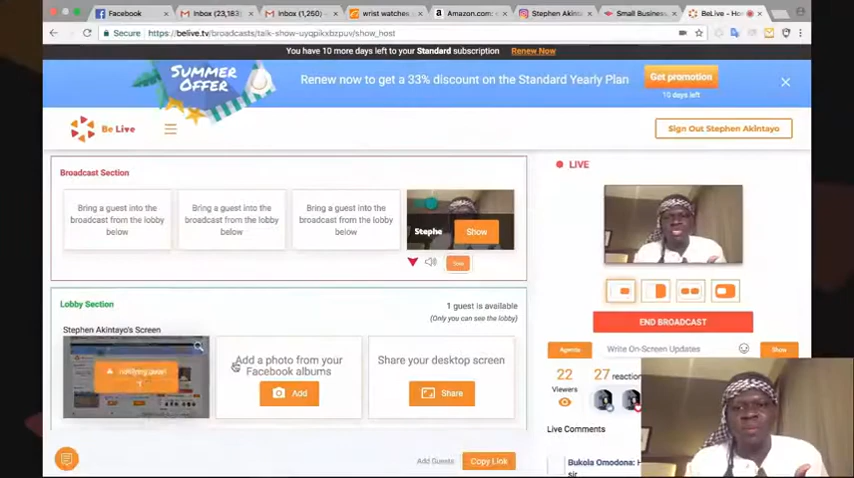 Facebook
Inbox (23,183)
Inbox (1,250)
wrist watches
Amazon.com:
Stephen Akinta
Small Business
BeLive - Ho
Secure
https://belive.tv/broadcasts/talk-show-uyqpikxbzpuv/show_host
You have 10 more days left to your Standard subscription Renew Now
SUMMER
OFFER
Renew now to get a 33% discount on the Standard Yearly Plan
Get promotion
10 days left
Be Live
Sign Out Stephen Akintayo
Broadcast Section
Bring a guest into the
broadcast from the lobby
below
Bring a guest into the
broadcast from the lobby
below
Bring a guest into the
broadcast from the lobby
below
Stephe
Show
LIVE
END BROADCAST
Lobby Section
1 guest is available
(Only you can see the lobby)
Stephen Akintayo's Screen
Add a photo from your
Facebook albums
Add
Share your desktop screen
Share
Agenda
Write On-Screen Updates
Show
22
Viewers
27 reaction
Live Comments
Bukola Omodona: H
sir
Add Guests
Copy Link